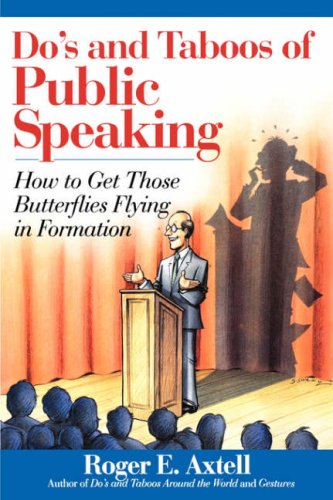 Do's and Taboos of
Public
Speaking
How to Get Those
Butterflies Flying
in Formation
Roger E. Axtell
Author of Do's and Taboos Around the World and Gestures